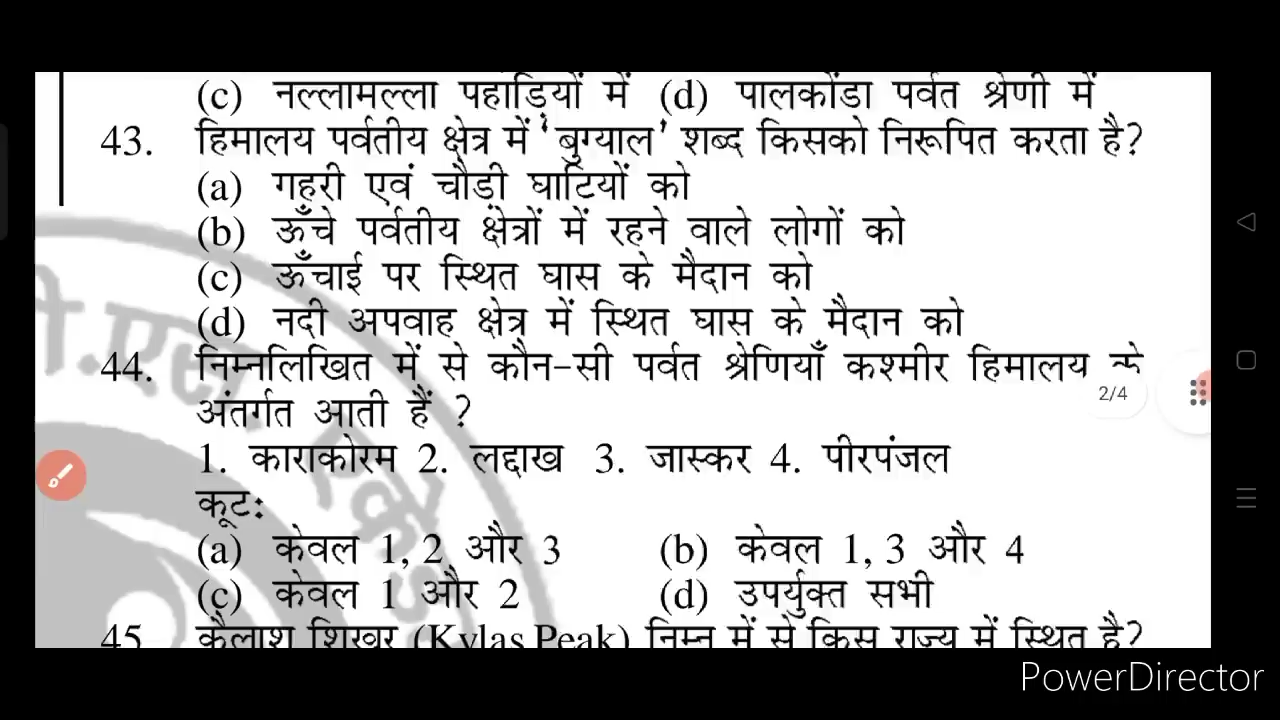 (c) नल्लामल्ला पहाड़ियों में (d) पालकोंडा पर्वत श्रेणी में
43. हिमालय पर्वतीय क्षेत्र में 'बुग्याल' शब्द किसको निरूपित करता है?
(a) गहरी एवं चौड़ी घाटियों को
(b) ऊँचे पर्वतीय क्षेत्रों में रहने वाले लोगों को
(c) ऊँचाई पर स्थित घास के मैदान को
(d) नदी अपवाह क्षेत्र में स्थित घास के मैदान को
44. निम्नलिखित में से कौन-सी पर्वत श्रेणियाँ कश्मीर हिमालय के
2/4
अंतर्गत आती हैं ?
1. काराकोरम 2. लद्दाख 3. जास्कर 4. पीरपंजल
कूटः
(a) केवल 1, 2 और 3 (b) केवल 1, 3 और 4
(c) केवल 1 और 2 (d) उपर्युक्त सभी
45. कैलाश शिखर (Kylas Peak) निम्न में से किस राज्य में स्थित है?
PowerDirector